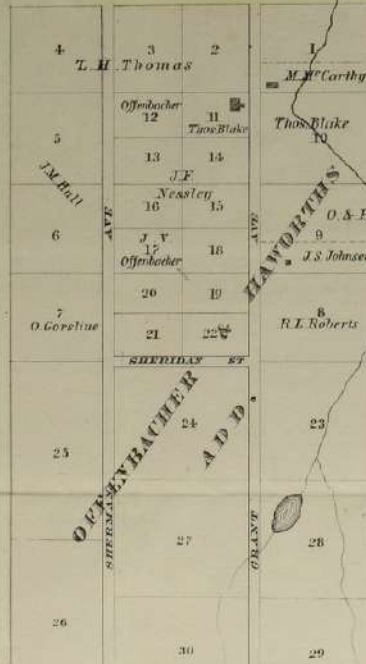 4 3 2 1
L. H. Thomas
M. McCarthy
Offenbacher
12 11
Thos. Blake
Thos. Blake
10
5
13 14
J. F.
Nessley
J. M. Hall
16 15
AVE AVE
HAWORTH'S
O. &
6 J. V. 9
17 18
Offenbacher
J. S. Johnson
20 19
7 8
O. Gorsline
R. L. Roberts
21 22
SHERIDAN ST
OFFENBACHER
ADD
24 23
25
SHERMAN
GRANT
27 28
26
30 29